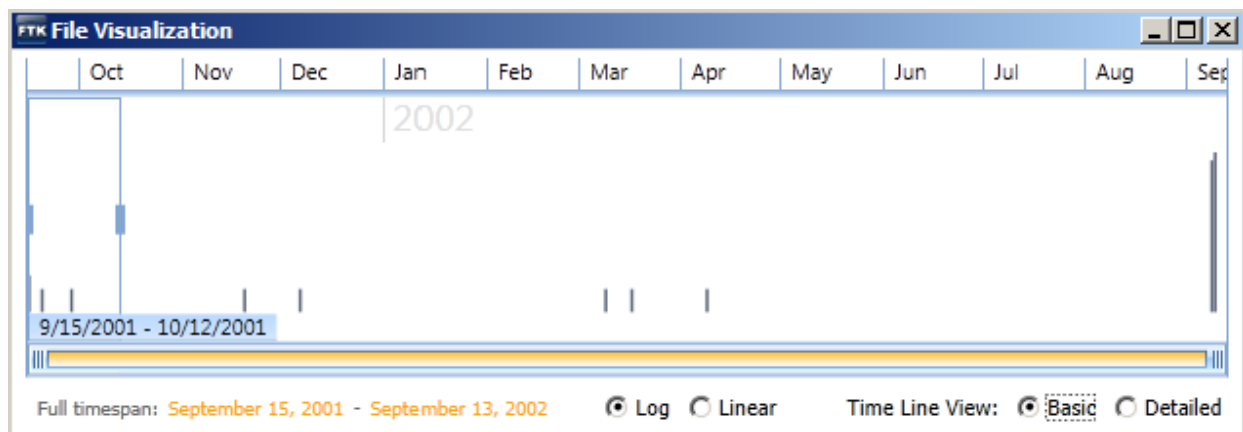 FTK File Visualization
Oct Nov Dec Jan Feb Mar Apr May Jun Jul Aug Sep
2002
9/15/2001 - 10/12/2001
Full timespan: September 15, 2001 - September 13, 2002 Log Linear Time Line View: Basic Detailed